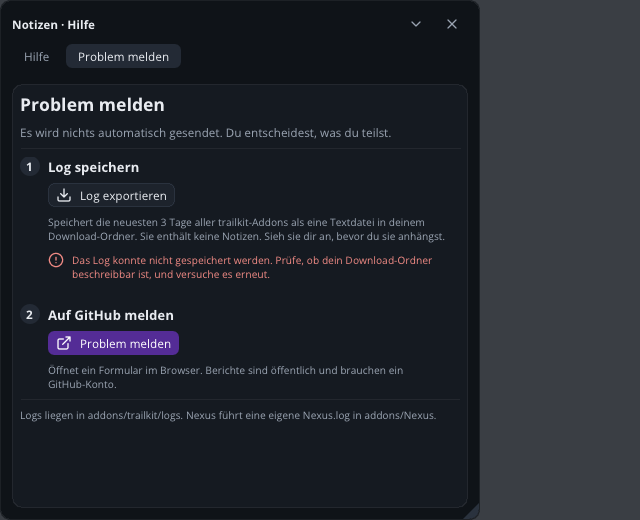 Notizen · Hilfe
Hilfe
Problem melden
Problem melden
Es wird nichts automatisch gesendet. Du entscheidest, was du teilst.
1
Log speichern
Log exportieren
Speichert die neuesten 3 Tage aller trailkit-Addons als eine Textdatei in deinem
Download-Ordner. Sie enthält keine Notizen. Sieh sie dir an, bevor du sie anhängst.
Das Log konnte nicht gespeichert werden. Prüfe, ob dein Download-Ordner
beschreibbar ist, und versuche es erneut.
2
Auf GitHub melden
Problem melden
Öffnet ein Formular im Browser. Berichte sind öffentlich und brauchen ein
GitHub-Konto.
Logs liegen in addons/trailkit/logs. Nexus führt eine eigene Nexus.log in addons/Nexus.